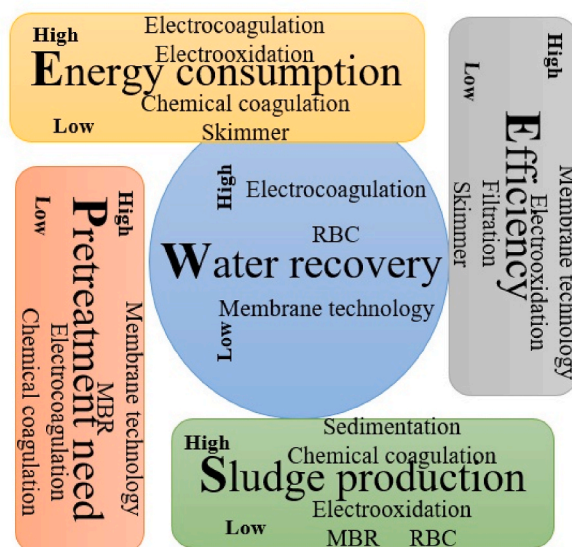 Electrocoagulation
High
Electrooxidation
Energy consumption
Chemical coagulation
Low
Skimmer
High
Low
Efficiency
Membrane technology
Electrooxidation
Filtration
Skimmer
High
Electrocoagulation
RBC
Water recovery
Membrane technology
Low
High
Low
Pretreatment need
Membrane technology
MBR
Electrocoagulation
Chemical coagulation
Sedimentation
High
Chemical coagulation
Sludge production
Electrooxidation
Low
MBR RBC